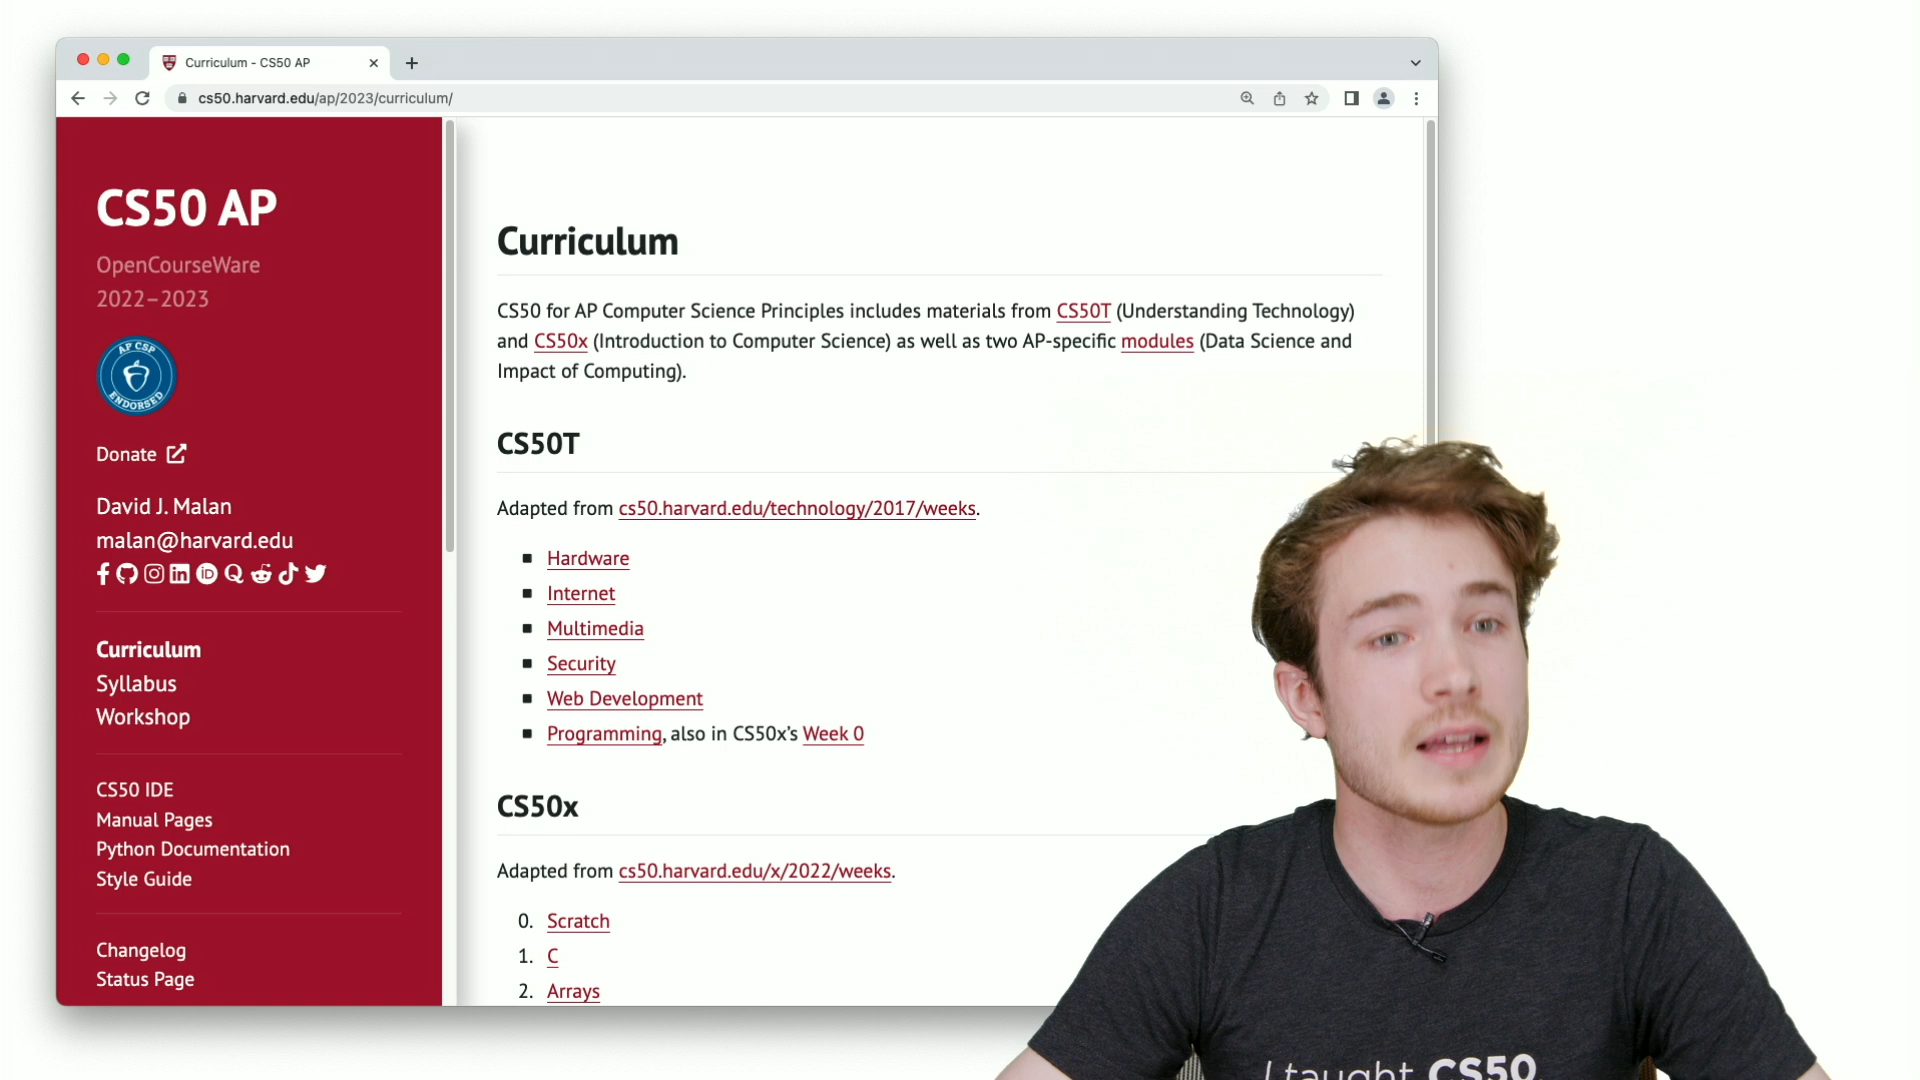 Curriculum - CS50 AP
cs50.harvard.edu/ap/2023/curriculum/
CS50 AP
OpenCourseWare
2022–2023
AP CSP
ENDORSED
Donate
David J. Malan
malan@harvard.edu
Curriculum
Syllabus
Workshop
CS50 IDE
Manual Pages
Python Documentation
Style Guide
Changelog
Status Page
Curriculum
CS50 for AP Computer Science Principles includes materials from CS50T (Understanding Technology)
and CS50x (Introduction to Computer Science) as well as two AP-specific modules (Data Science and
Impact of Computing).
CS50T
Adapted from cs50.harvard.edu/technology/2017/weeks.
Hardware
Internet
Multimedia
Security
Web Development
Programming, also in CS50x’s Week 0
CS50x
Adapted from cs50.harvard.edu/x/2022/weeks.
0. Scratch
1. C
2. Arrays
I taught CS50